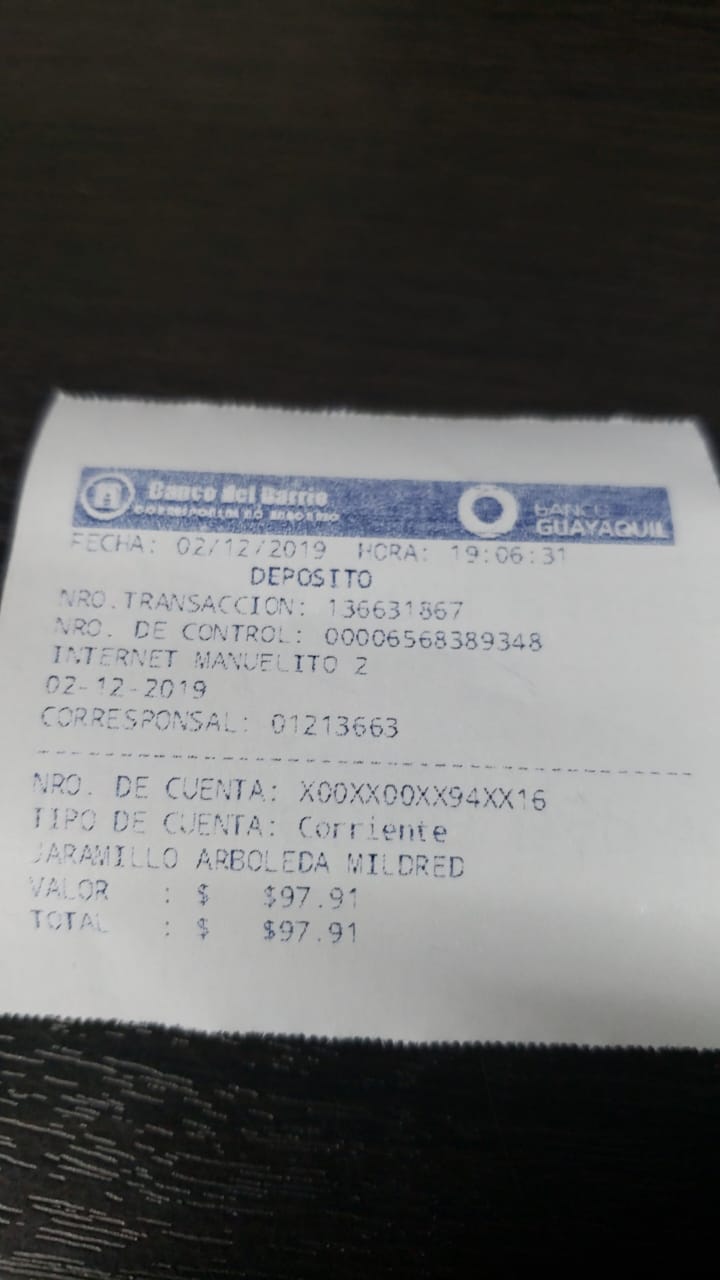 Banco del Barrio
BANCO
GUAYAQUIL
FECHA: 02/12/2019 HORA: 19:06:31
DEPOSITO
NRO.TRANSACCION: 136631867
NRO. DE CONTROL: 00006568389348
INTERNET MANUELITO 2
02-12-2019
CORRESPONSAL: 01213663
NRO. DE CUENTA: X00XX00XX94XX16
TIPO DE CUENTA: Corriente
JARAMILLO ARBOLEDA MILDRED
VALOR : $ $97.91
TOTAL : $ $97.91